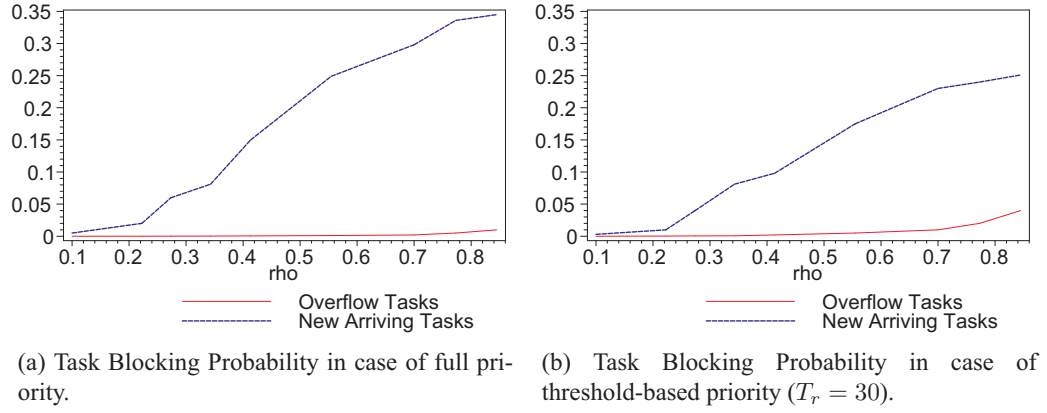 0.35
0.3
0.25
0.2
0.15
0.1
0.05
0
0.1 0.2 0.3 0.4 0.5 0.6 0.7 0.8
rho
Overflow Tasks
New Arriving Tasks
(a) Task Blocking Probability in case of full pri-
ority.
0.35
0.3
0.25
0.2
0.15
0.1
0.05
0
0.1 0.2 0.3 0.4 0.5 0.6 0.7 0.8
rho
Overflow Tasks
New Arriving Tasks
(b) Task Blocking Probability in case of
threshold-based priority (T_r = 30).